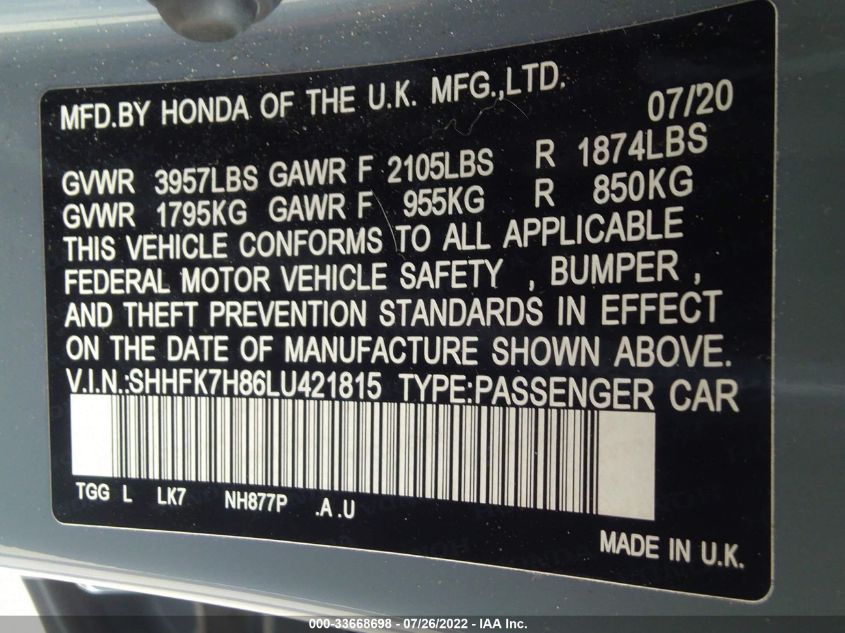 MFD.BY HONDA OF THE U.K. MFG.,LTD. 07/20
GVWR 3957LBS GAWR F 2105LBS R 1874LBS
GVWR 1795KG GAWR F 955KG R 850KG
THIS VEHICLE CONFORMS TO ALL APPLICABLE
FEDERAL MOTOR VEHICLE SAFETY , BUMPER ,
AND THEFT PREVENTION STANDARDS IN EFFECT
ON THE DATE OF MANUFACTURE SHOWN ABOVE.
V.I.N.:SHHFK7H86LU421815 TYPE:PASSENGER CAR
TGG L LK7 NH877P .A .U
MADE IN U.K.
000-33668698 - 07/26/2022 - IAA Inc.